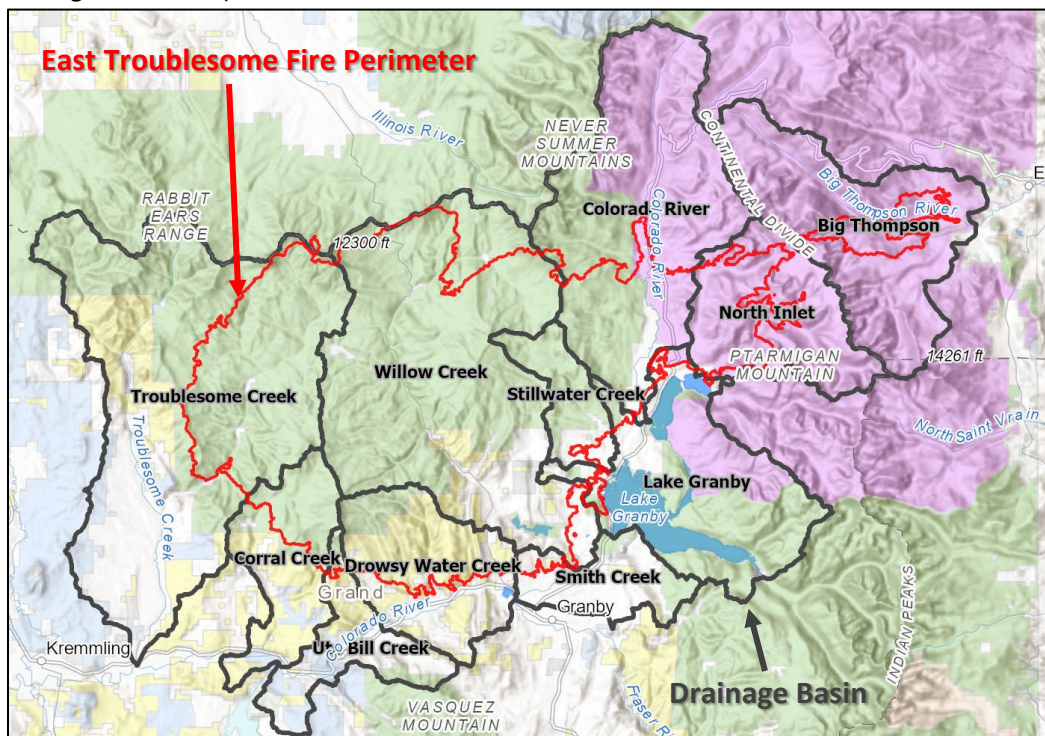 East Troublesome Fire Perimeter
Illinois River
NEVER
SUMMER
MOUNTAINS
CONTINENTAL DIVIDE
Big Thompson River
E
RABBIT
EARS
RANGE
Colorado River
Colorado River
Big Thompson
12300 ft
North Inlet
14261 ft
PTARMIGAN
MOUNTAIN
Willow Creek
Troublesome Creek
Stillwater Creek
North Saint Vrain
Troublesome Creek
Lake Granby
Lake
Granby
Corral Creek
Drowsy Water Creek
Smith Creek
Grand
Granby
Colorado River
Kremmling
Ute Bill Creek
INDIAN PEAKS
Drainage Basin
VASQUEZ
MOUNTAIN
Fraser Ri